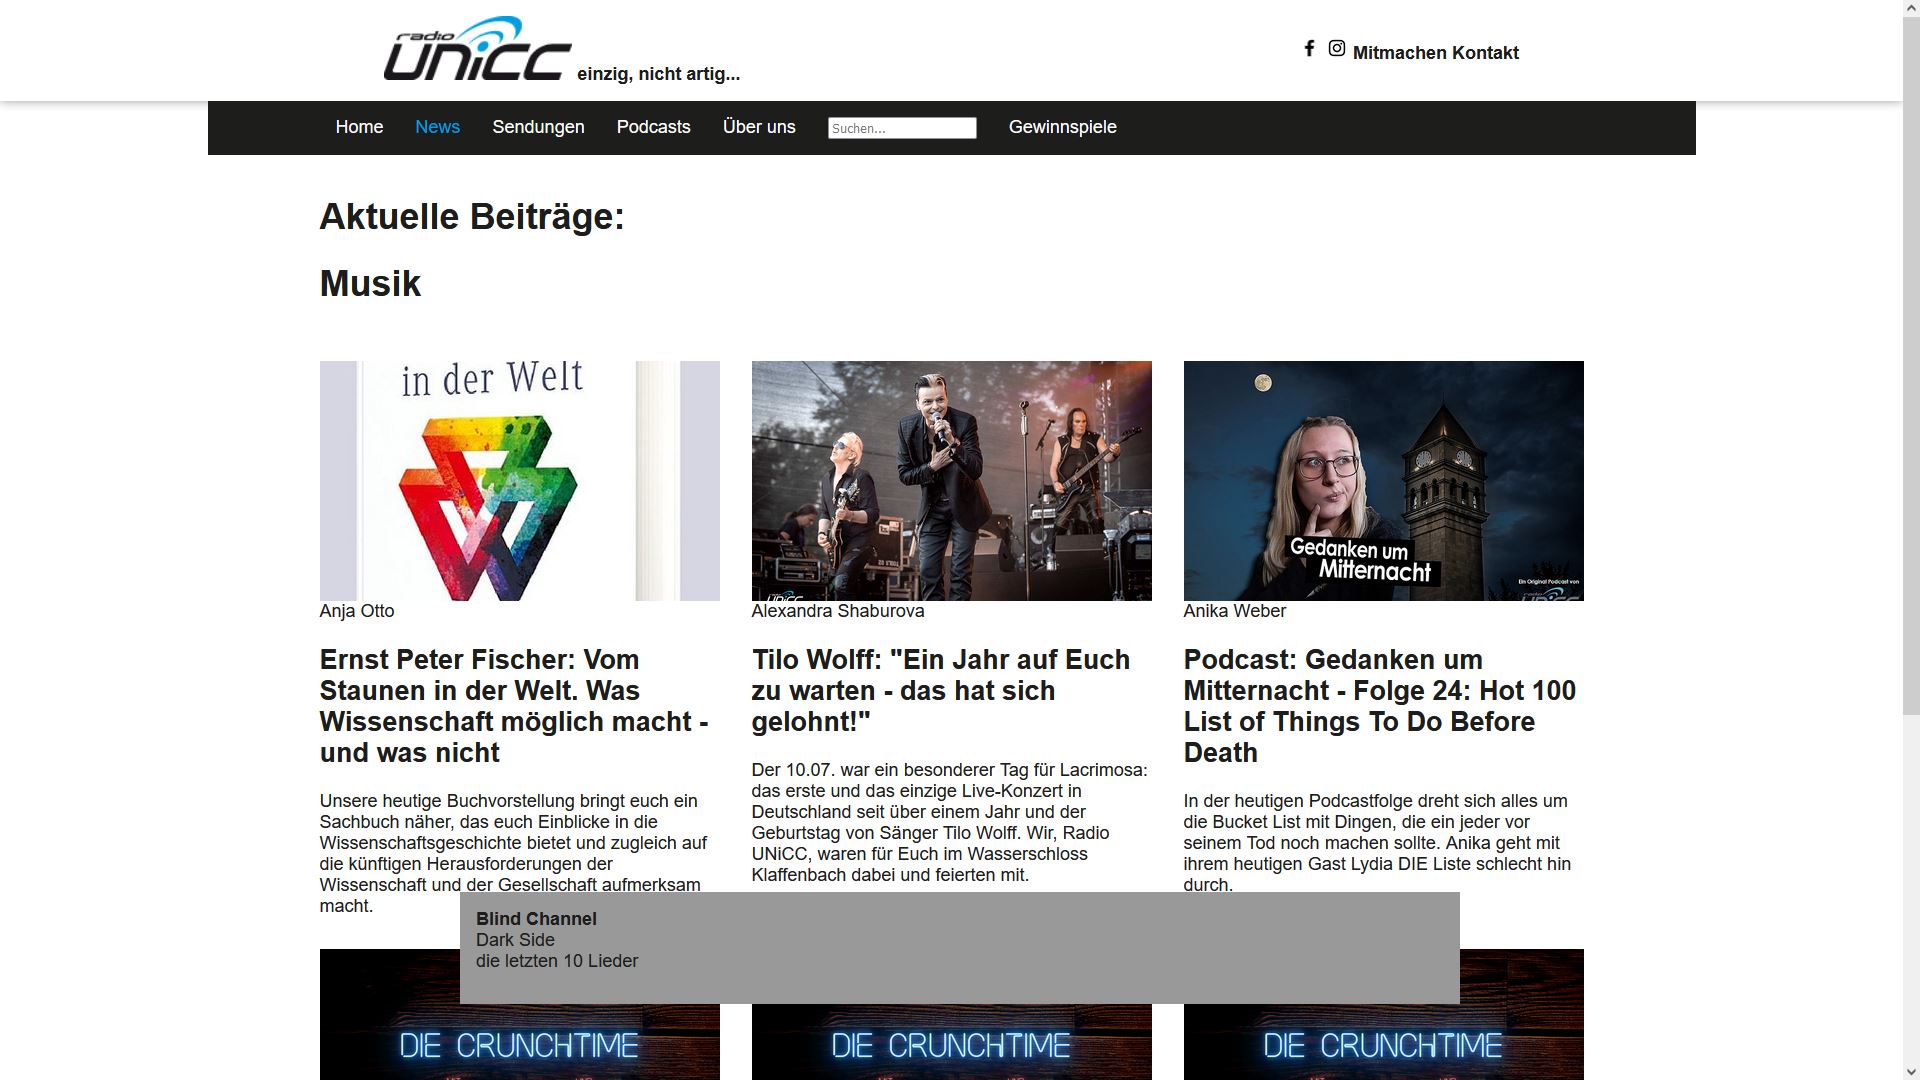 radio
UNiCC einzig, nicht artig...
Mitmachen Kontakt
Home News Sendungen Podcasts Über uns Suchen... Gewinnspiele
Aktuelle Beiträge:
Musik
in der Welt
Anja Otto
Ernst Peter Fischer: Vom
Staunen in der Welt. Was
Wissenschaft möglich macht -
und was nicht
Unsere heutige Buchvorstellung bringt euch ein
Sachbuch näher, das euch Einblicke in die
Wissenschaftsgeschichte bietet und zugleich auf
die künftigen Herausforderungen der
Wissenschaft und der Gesellschaft aufmerksam
macht.
UNiCC
Alexandra Shaburova
Tilo Wolff: "Ein Jahr auf Euch
zu warten - das hat sich
gelohnt!"
Der 10.07. war ein besonderer Tag für Lacrimosa:
das erste und das einzige Live-Konzert in
Deutschland seit über einem Jahr und der
Geburtstag von Sänger Tilo Wolff. Wir, Radio
UNiCC, waren für Euch im Wasserschloss
Klaffenbach dabei und feierten mit.
Gedanken um
Mitternacht
Ein Original Podcast von
radio
UNiCC
Anika Weber
Podcast: Gedanken um
Mitternacht - Folge 24: Hot 100
List of Things To Do Before
Death
In der heutigen Podcastfolge dreht sich alles um
die Bucket List mit Dingen, die ein jeder vor
seinem Tod noch machen sollte. Anika geht mit
ihrem heutigen Gast Lydia DIE Liste schlecht hin
durch.
Blind Channel
Dark Side
die letzten 10 Lieder
DIE CRUNCHTIME
DIE CRUNCHTIME
DIE CRUNCHTIME